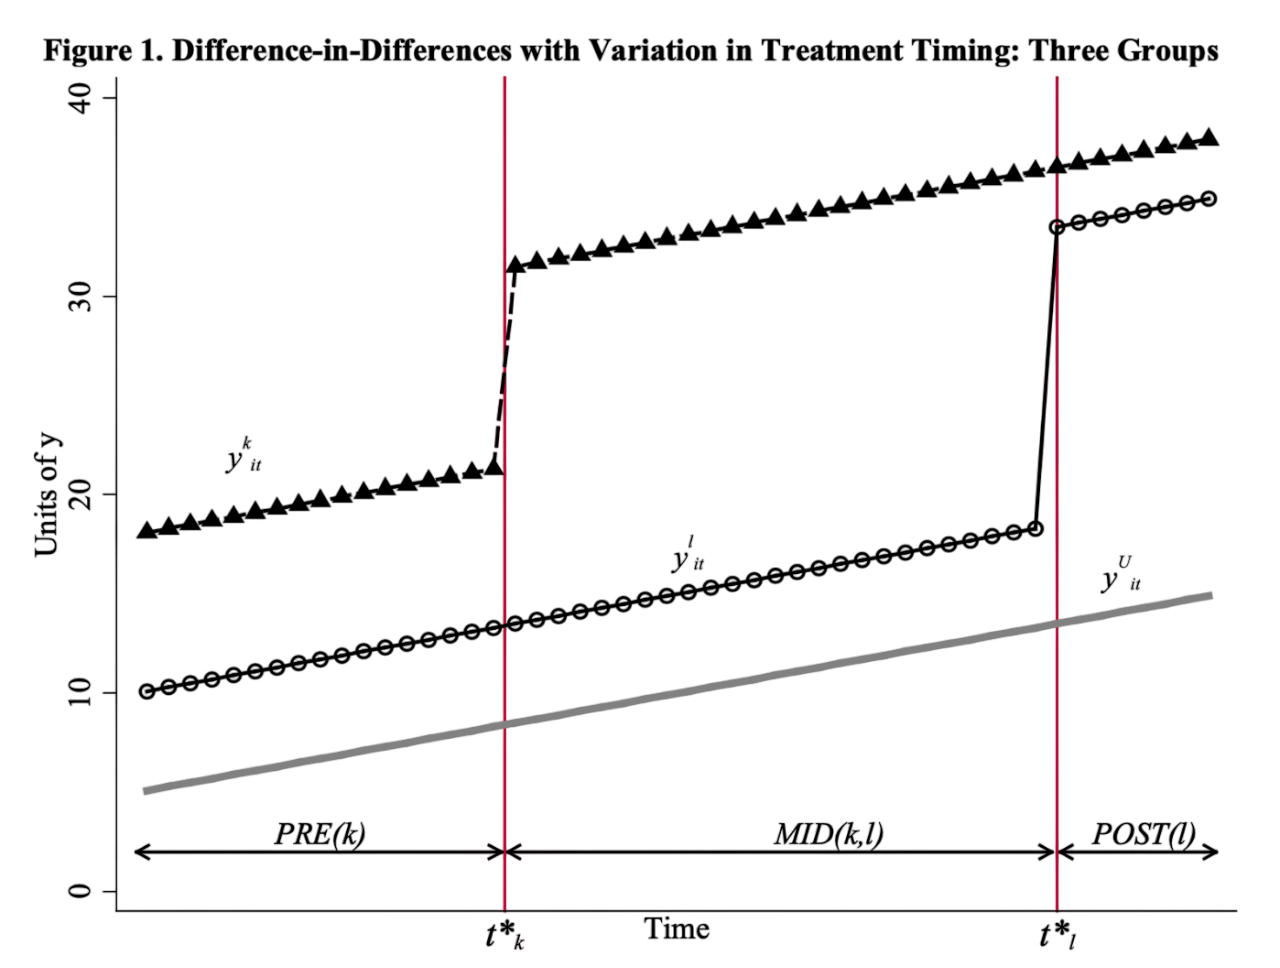 Figure 1. Difference-in-Differences with Variation in Treatment Timing: Three Groups
Units of y
40
30
20
10
0
y^k_it
y^l_it
y^U_it
PRE(k)
MID(k,l)
POST(l)
t*_k
Time
t*_l